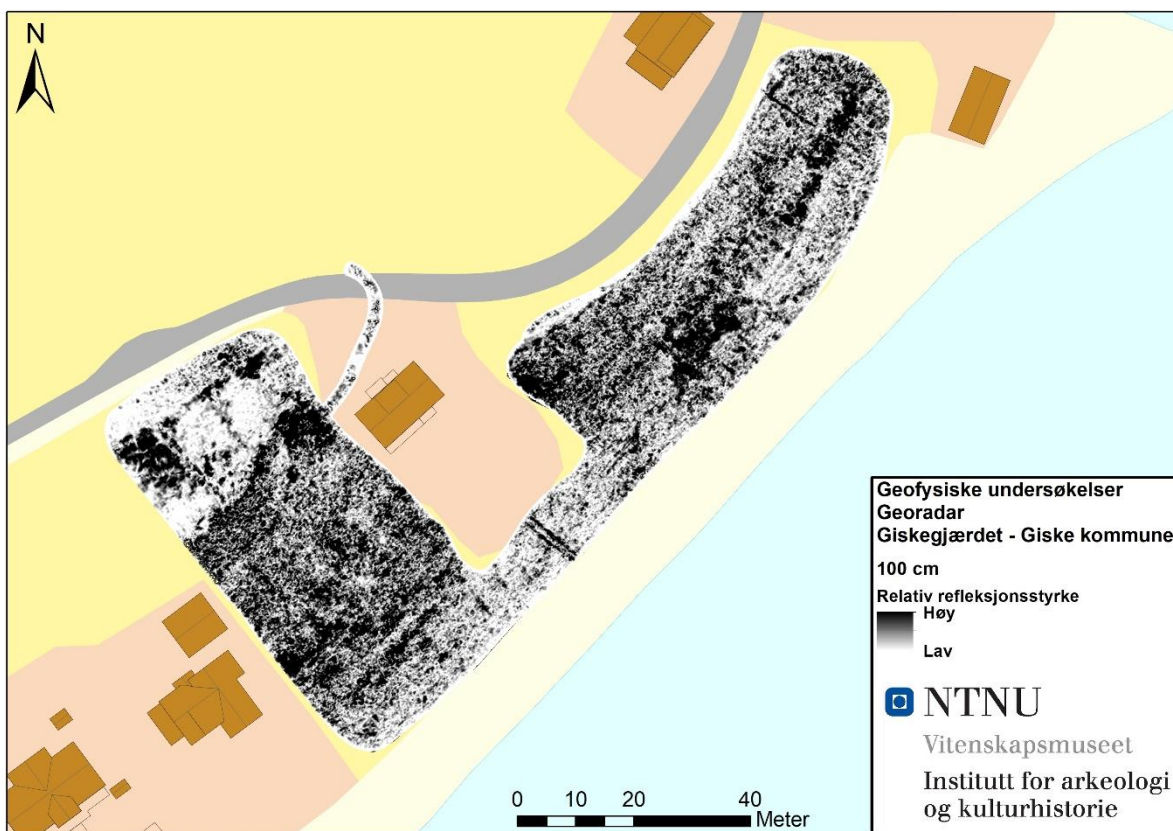 N
Geofysiske undersøkelser
Georadar
Giskegjærdet - Giske kommune
100 cm
Relativ refleksjonsstyrke
Høy
Lav
NTNU
Vitenskapsmuseet
Institutt for arkeologi
og kulturhistorie
0 10 20 40
Meter